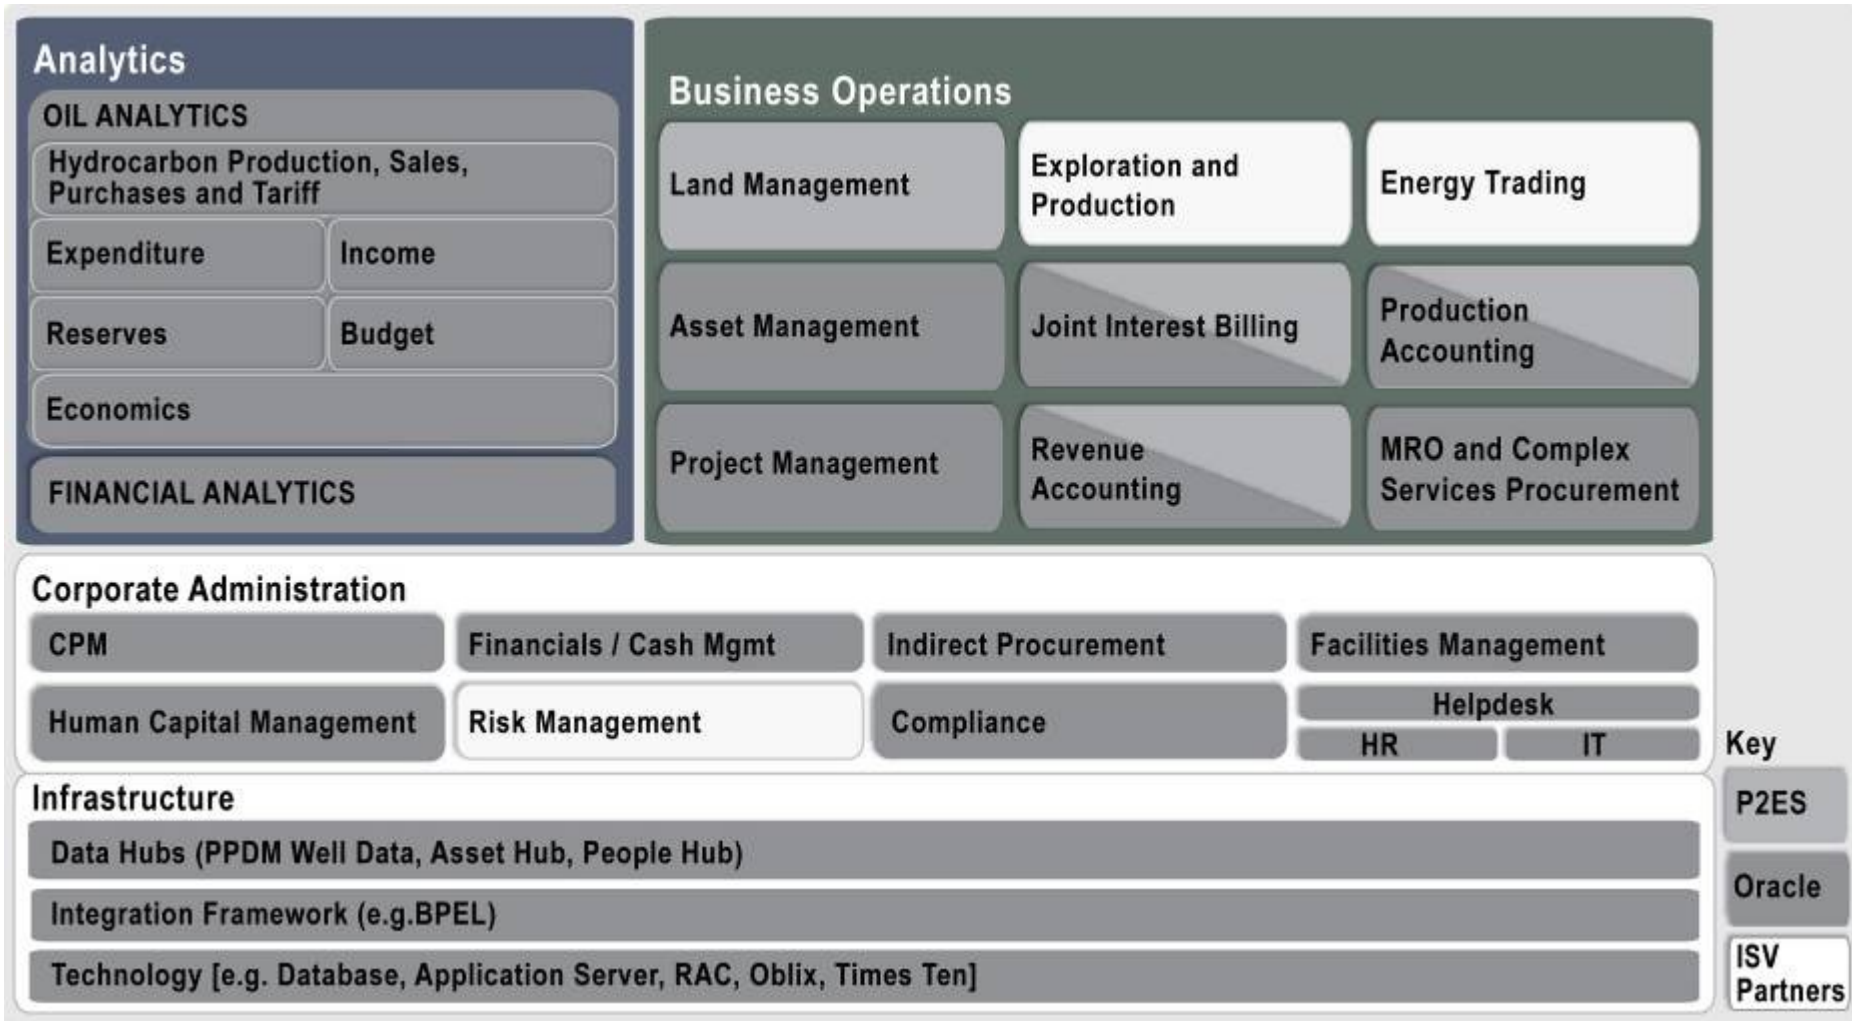 Analytics
OIL ANALYTICS
Hydrocarbon Production, Sales,
Purchases and Tariff
Expenditure
Income
Reserves
Budget
Economics
FINANCIAL ANALYTICS
Business Operations
Land Management
Exploration and
Production
Energy Trading
Asset Management
Joint Interest Billing
Production
Accounting
Project Management
Revenue
Accounting
MRO and Complex
Services Procurement
Corporate Administration
CPM
Financials / Cash Mgmt
Indirect Procurement
Facilities Management
Human Capital Management
Risk Management
Compliance
Helpdesk
HR
IT
Infrastructure
Data Hubs (PPDM Well Data, Asset Hub, People Hub)
Integration Framework (e.g.BPEL)
Technology [e.g. Database, Application Server, RAC, Oblix, Times Ten]
Key
P2ES
Oracle
ISV
Partners